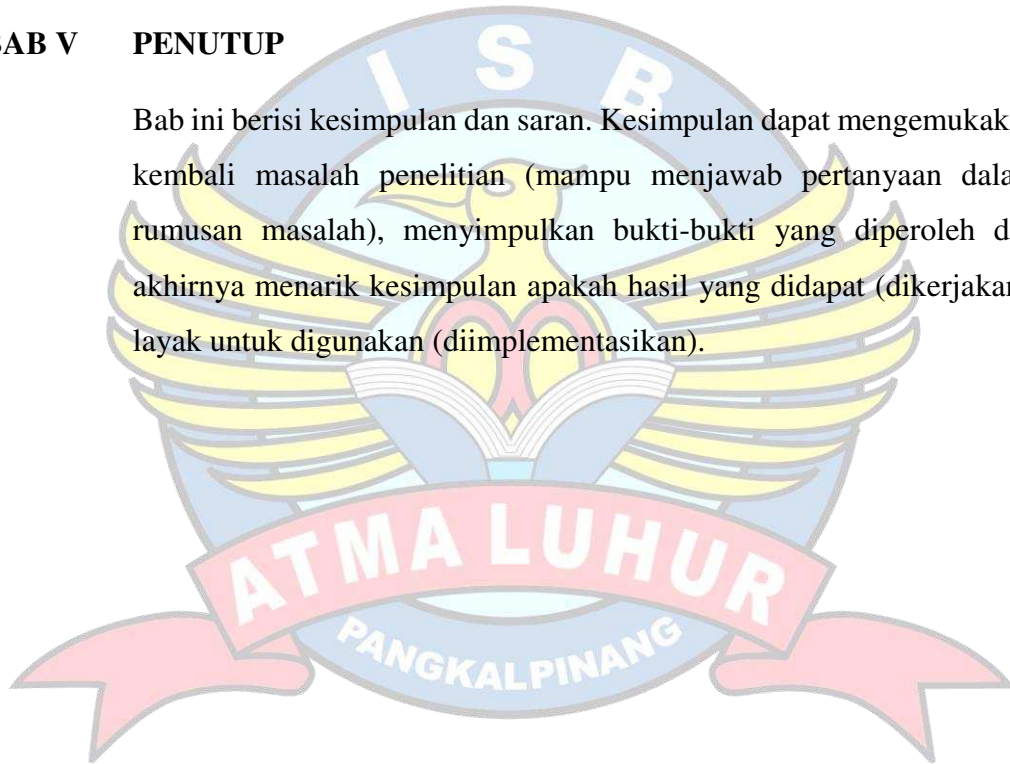 BAB V PENUTUP
Bab ini berisi kesimpulan dan saran. Kesimpulan dapat mengemukak
kembali masalah penelitian (mampu menjawab pertanyaan dala
rumusan masalah), menyimpulkan bukti-bukti yang diperoleh d
akhirnya menarik kesimpulan apakah hasil yang didapat (dikerjakan
layak untuk digunakan (diimplementasikan).
I S B
ATMA LUHUR
PANGKALPINANG